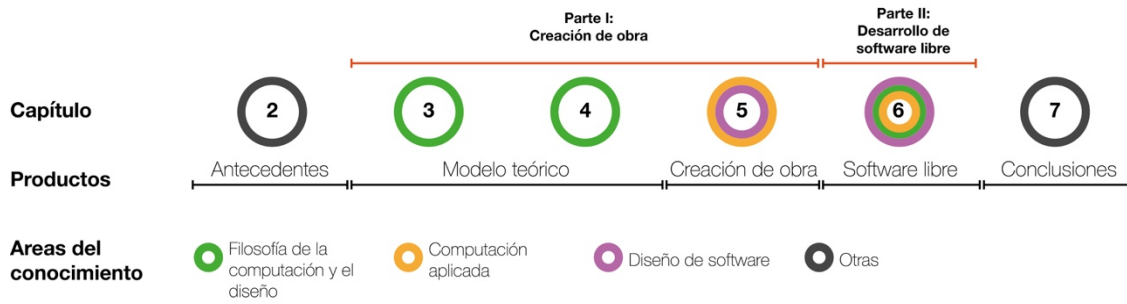 Parte I:
Creación de obra
Parte II:
Desarrollo de
software libre
Capítulo
2
3
4
5
6
7
Productos
Antecedentes
Modelo teórico
Creación de obra
Software libre
Conclusiones
Areas del
conocimiento
Filosofía de la
computación y el
diseño
Computación
aplicada
Diseño de software
Otras